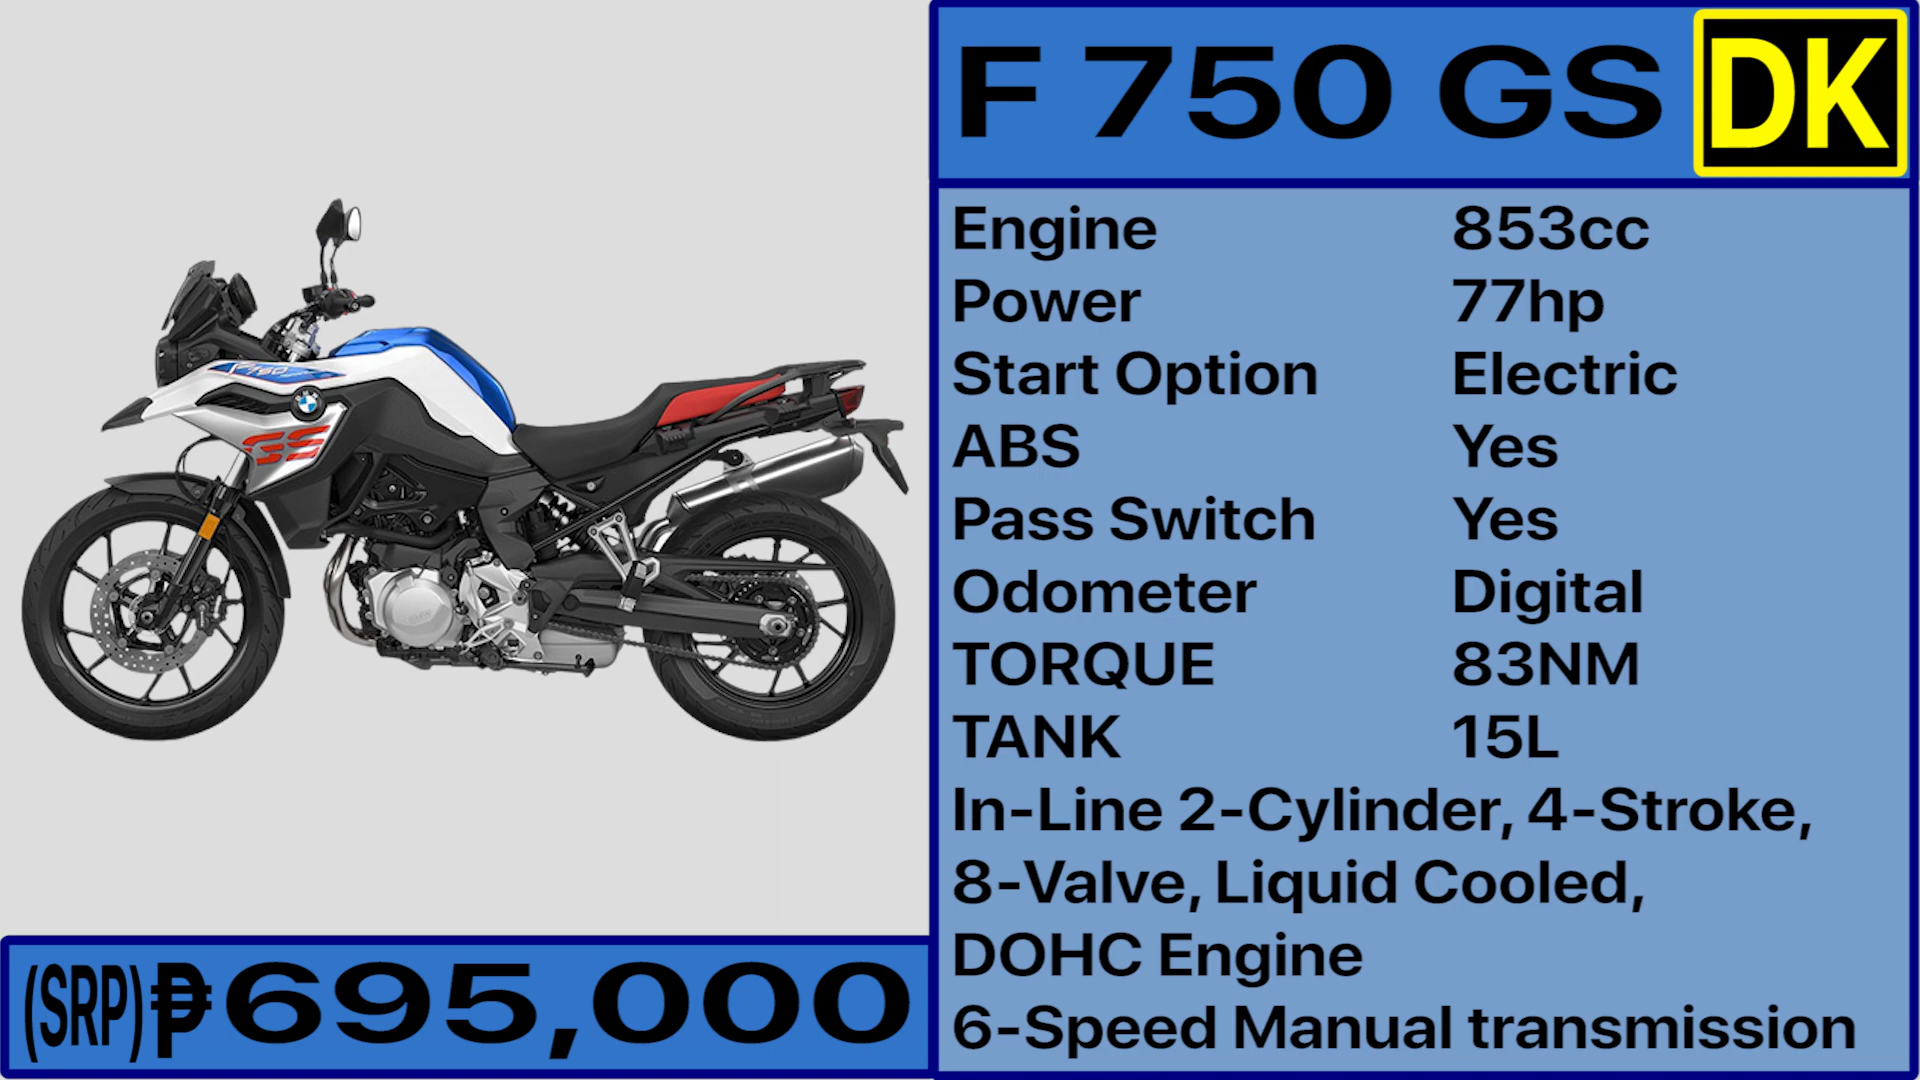 F 750 GS DK
Engine 853cc
Power 77hp
Start Option Electric
ABS Yes
Pass Switch Yes
Odometer Digital
TORQUE 83NM
TANK 15L
In-Line 2-Cylinder, 4-Stroke,
8-Valve, Liquid Cooled,
DOHC Engine
6-Speed Manual transmission
(SRP) ₱695,000
F750
GS
BMW